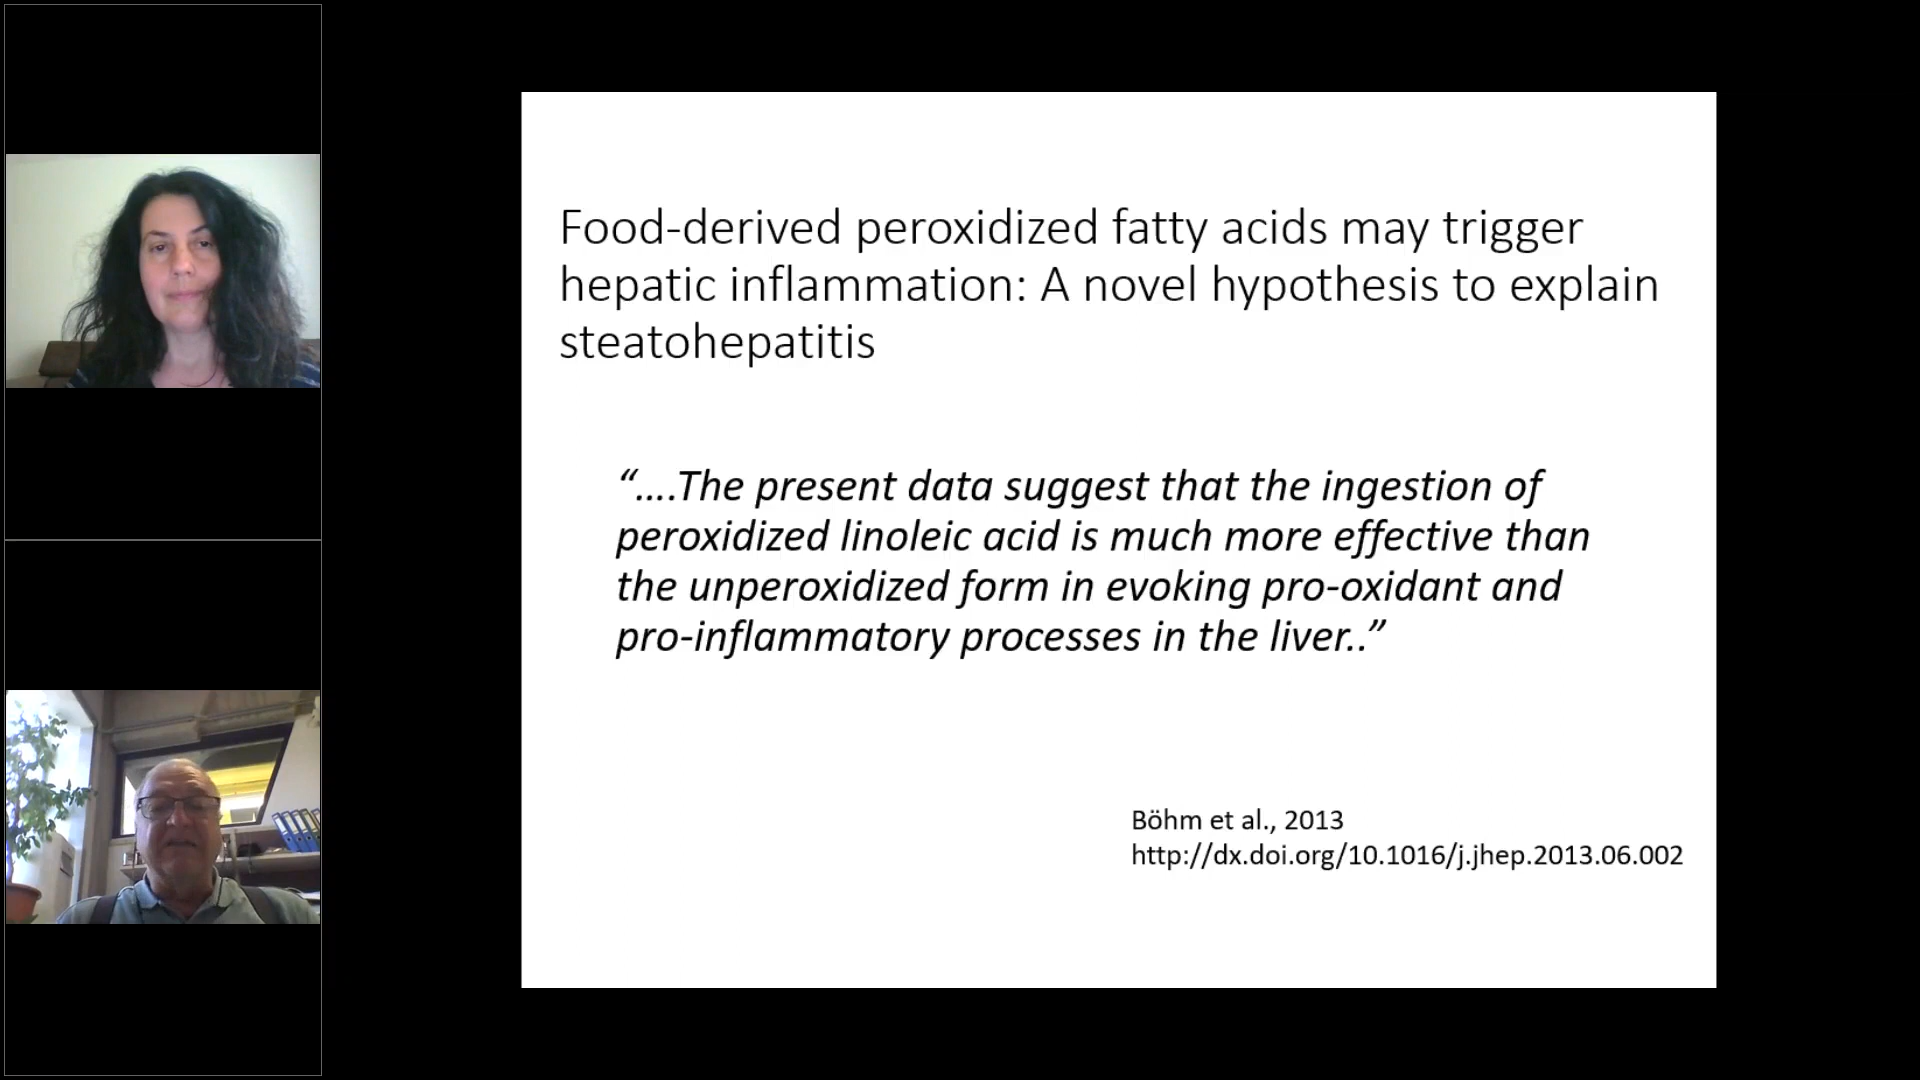 Food-derived peroxidized fatty acids may trigger
hepatic inflammation: A novel hypothesis to explain
steatohepatitis
“....The present data suggest that the ingestion of
peroxidized linoleic acid is much more effective than
the unperoxidized form in evoking pro-oxidant and
pro-inflammatory processes in the liver..”
Böhm et al., 2013
http://dx.doi.org/10.1016/j.jhep.2013.06.002